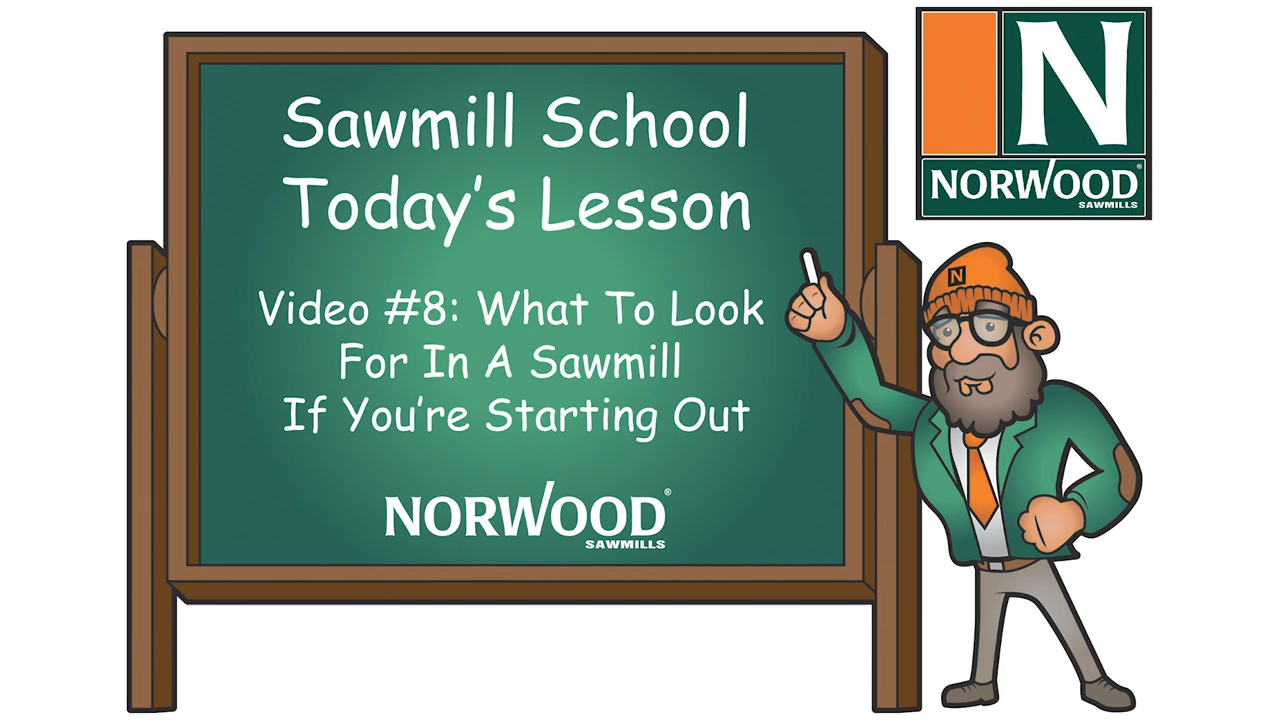 Sawmill School
Today's Lesson
Video #8: What To Look
For In A Sawmill
If You're Starting Out
NORWOOD®
SAWMILLS
N
NORWOOD®
SAWMILLS
N